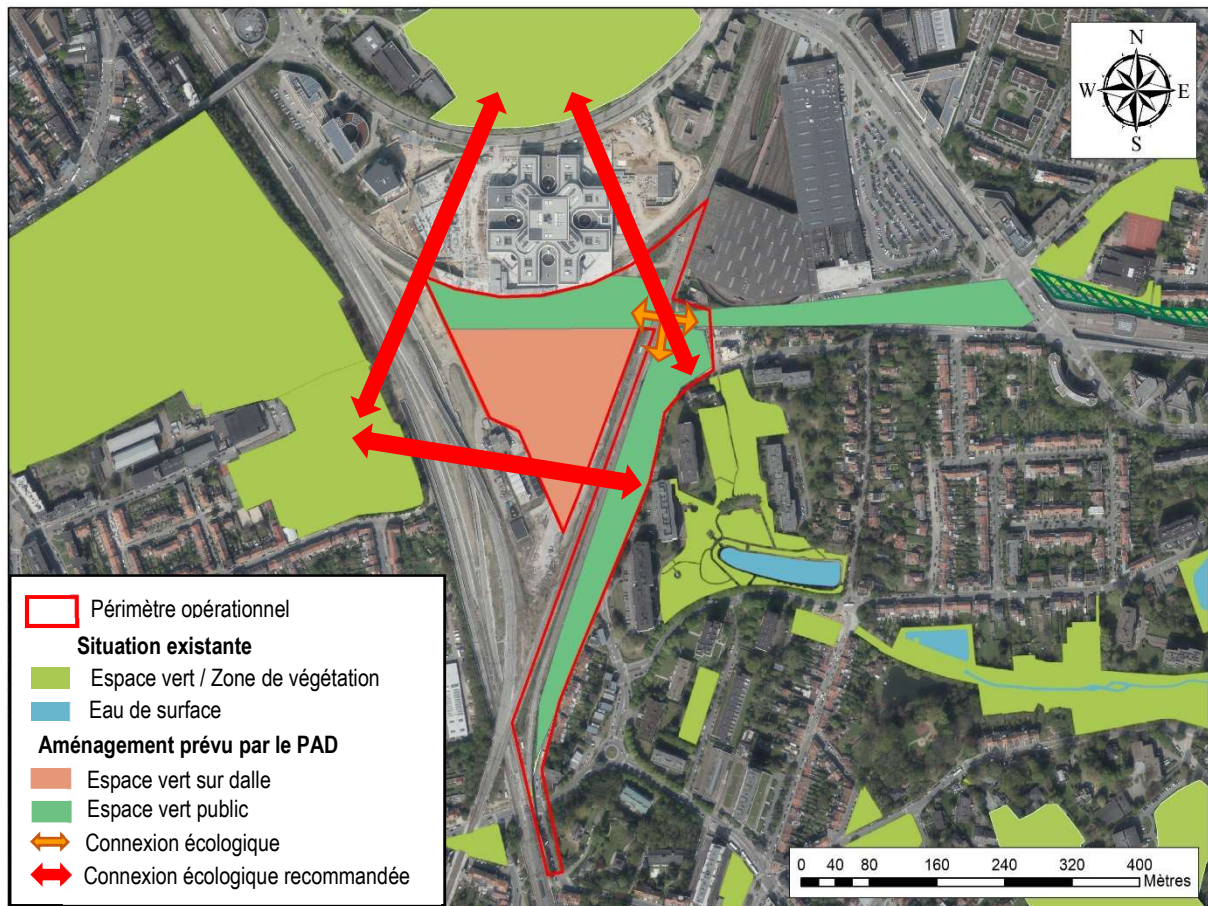 N
W E
S
Périmètre opérationnel
Situation existante
Espace vert / Zone de végétation
Eau de surface
Aménagement prévu par le PAD
Espace vert sur dalle
Espace vert public
Connexion écologique
Connexion écologique recommandée
0 40 80 160 240 320 400
Mètres